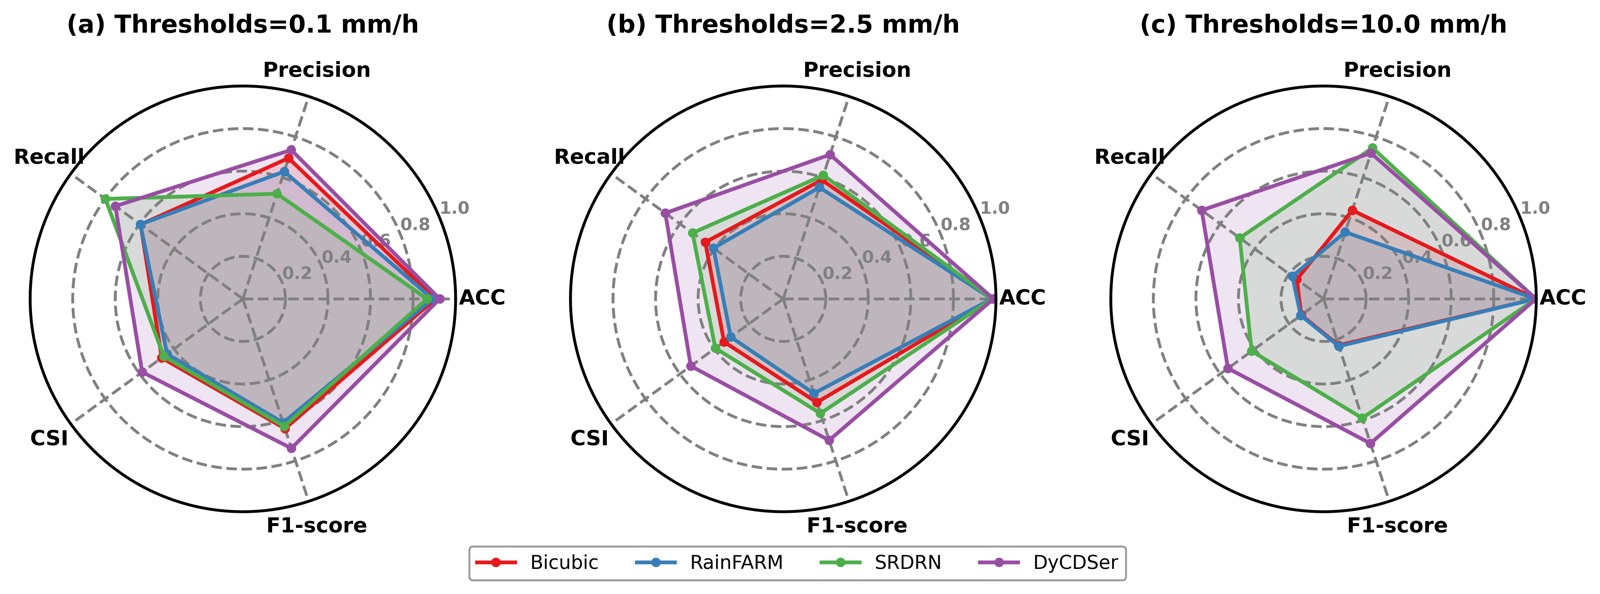 (a) Thresholds=0.1 mm/h
(b) Thresholds=2.5 mm/h
(c) Thresholds=10.0 mm/h
Precision
Recall
1.0
0.8
0.6
0.4
0.2
ACC
CSI
F1-score
Precision
Recall
1.0
0.8
0.6
0.4
0.2
ACC
CSI
F1-score
Precision
Recall
1.0
0.8
0.6
0.4
0.2
ACC
CSI
F1-score
Bicubic RainFARM SRDRN DyCDSer